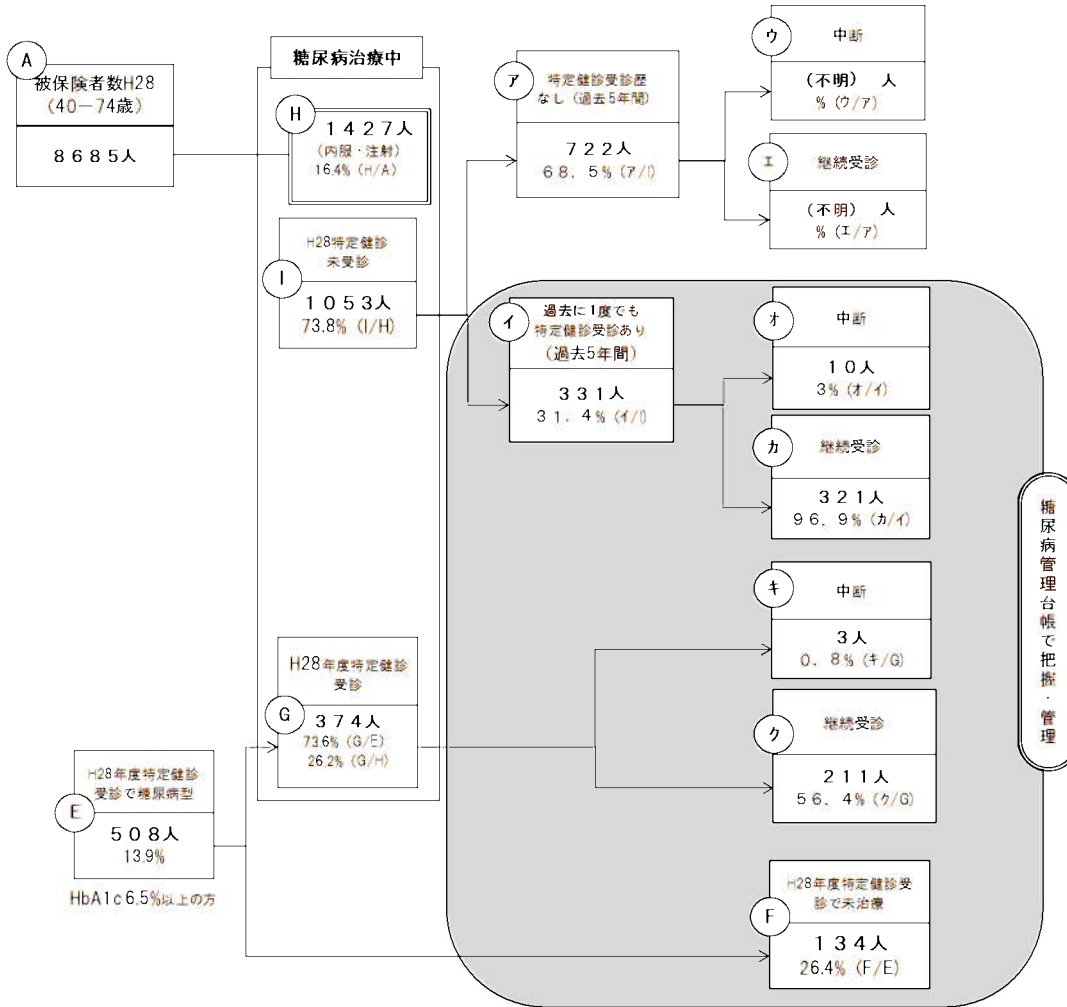 A
被保険者数H28
(40－74歳)
8685人
糖尿病治療中
H
1427人
(内服・注射)
16.4% (H/A)
I
H28特定健診
未受診
1053人
73.8% (I/H)
ア
特定健診受診歴
なし (過去5年間)
722人
68．5% (ア/I)
ウ
中断
(不明)　人
% (ウ/ア)
エ
継続受診
(不明)　人
% (エ/ア)
イ
過去に1度でも
特定健診受診あり
(過去5年間)
331人
31．4% (イ/I)
オ
中断
10人
3% (オ/イ)
カ
継続受診
321人
96．9% (カ/イ)
キ
中断
3人
0．8% (キ/G)
G
H28年度特定健診
受診
374人
73.6% (G/E)
26.2% (G/H)
ク
継続受診
211人
56．4% (ク/G)
E
H28年度特定健診
受診で糖尿病型
508人
13.9%
HbA1c6.5%以上の方
F
H28年度特定健診受
診で未治療
134人
26.4% (F/E)
糖尿病管理台帳で把握・管理